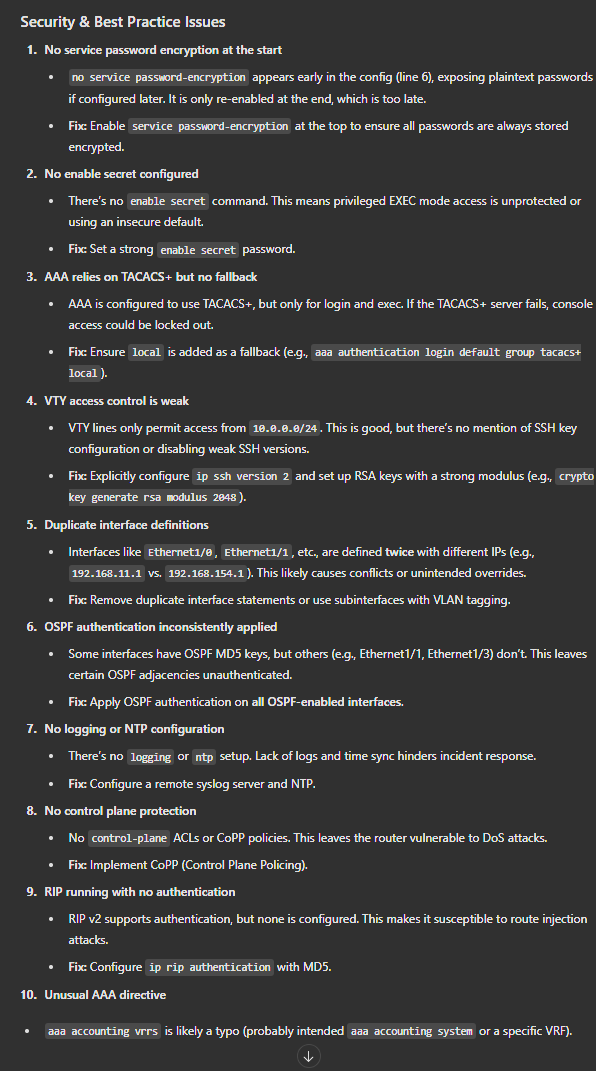 Security & Best Practice Issues
1. No service password encryption at the start
• no service password-encryption appears early in the config (line 6), exposing plaintext passwords
if configured later. It is only re-enabled at the end, which is too late.
• Fix: Enable service password-encryption at the top to ensure all passwords are always stored
encrypted.
2. No enable secret configured
• There's no enable secret command. This means privileged EXEC mode access is unprotected or
using an insecure default.
• Fix: Set a strong enable secret password.
3. AAA relies on TACACS+ but no fallback
• AAA is configured to use TACACS+, but only for login and exec. If the TACACS+ server fails, console
access could be locked out.
• Fix: Ensure local is added as a fallback (e.g., aaa authentication login default group tacacs+
local ).
4. VTY access control is weak
• VTY lines only permit access from 10.0.0.0/24 . This is good, but there's no mention of SSH key
configuration or disabling weak SSH versions.
• Fix: Explicitly configure ip ssh version 2 and set up RSA keys with a strong modulus (e.g., crypto
key generate rsa modulus 2048 ).
5. Duplicate interface definitions
• Interfaces like Ethernet1/0 , Ethernet1/1 , etc., are defined twice with different IPs (e.g.,
192.168.11.1 vs. 192.168.154.1 ). This likely causes conflicts or unintended overrides.
• Fix: Remove duplicate interface statements or use subinterfaces with VLAN tagging.
6. OSPF authentication inconsistently applied
• Some interfaces have OSPF MD5 keys, but others (e.g., Ethernet1/1, Ethernet1/3) don't. This leaves
certain OSPF adjacencies unauthenticated.
• Fix: Apply OSPF authentication on all OSPF-enabled interfaces.
7. No logging or NTP configuration
• There's no logging or ntp setup. Lack of logs and time sync hinders incident response.
• Fix: Configure a remote syslog server and NTP.
8. No control plane protection
• No control-plane ACLs or CoPP policies. This leaves the router vulnerable to DoS attacks.
• Fix: Implement CoPP (Control Plane Policing).
9. RIP running with no authentication
• RIP v2 supports authentication, but none is configured. This makes it susceptible to route injection
attacks.
• Fix: Configure ip rip authentication with MD5.
10. Unusual AAA directive
• aaa accounting vrrs is likely a typo (probably intended aaa accounting system or a specific VRF).